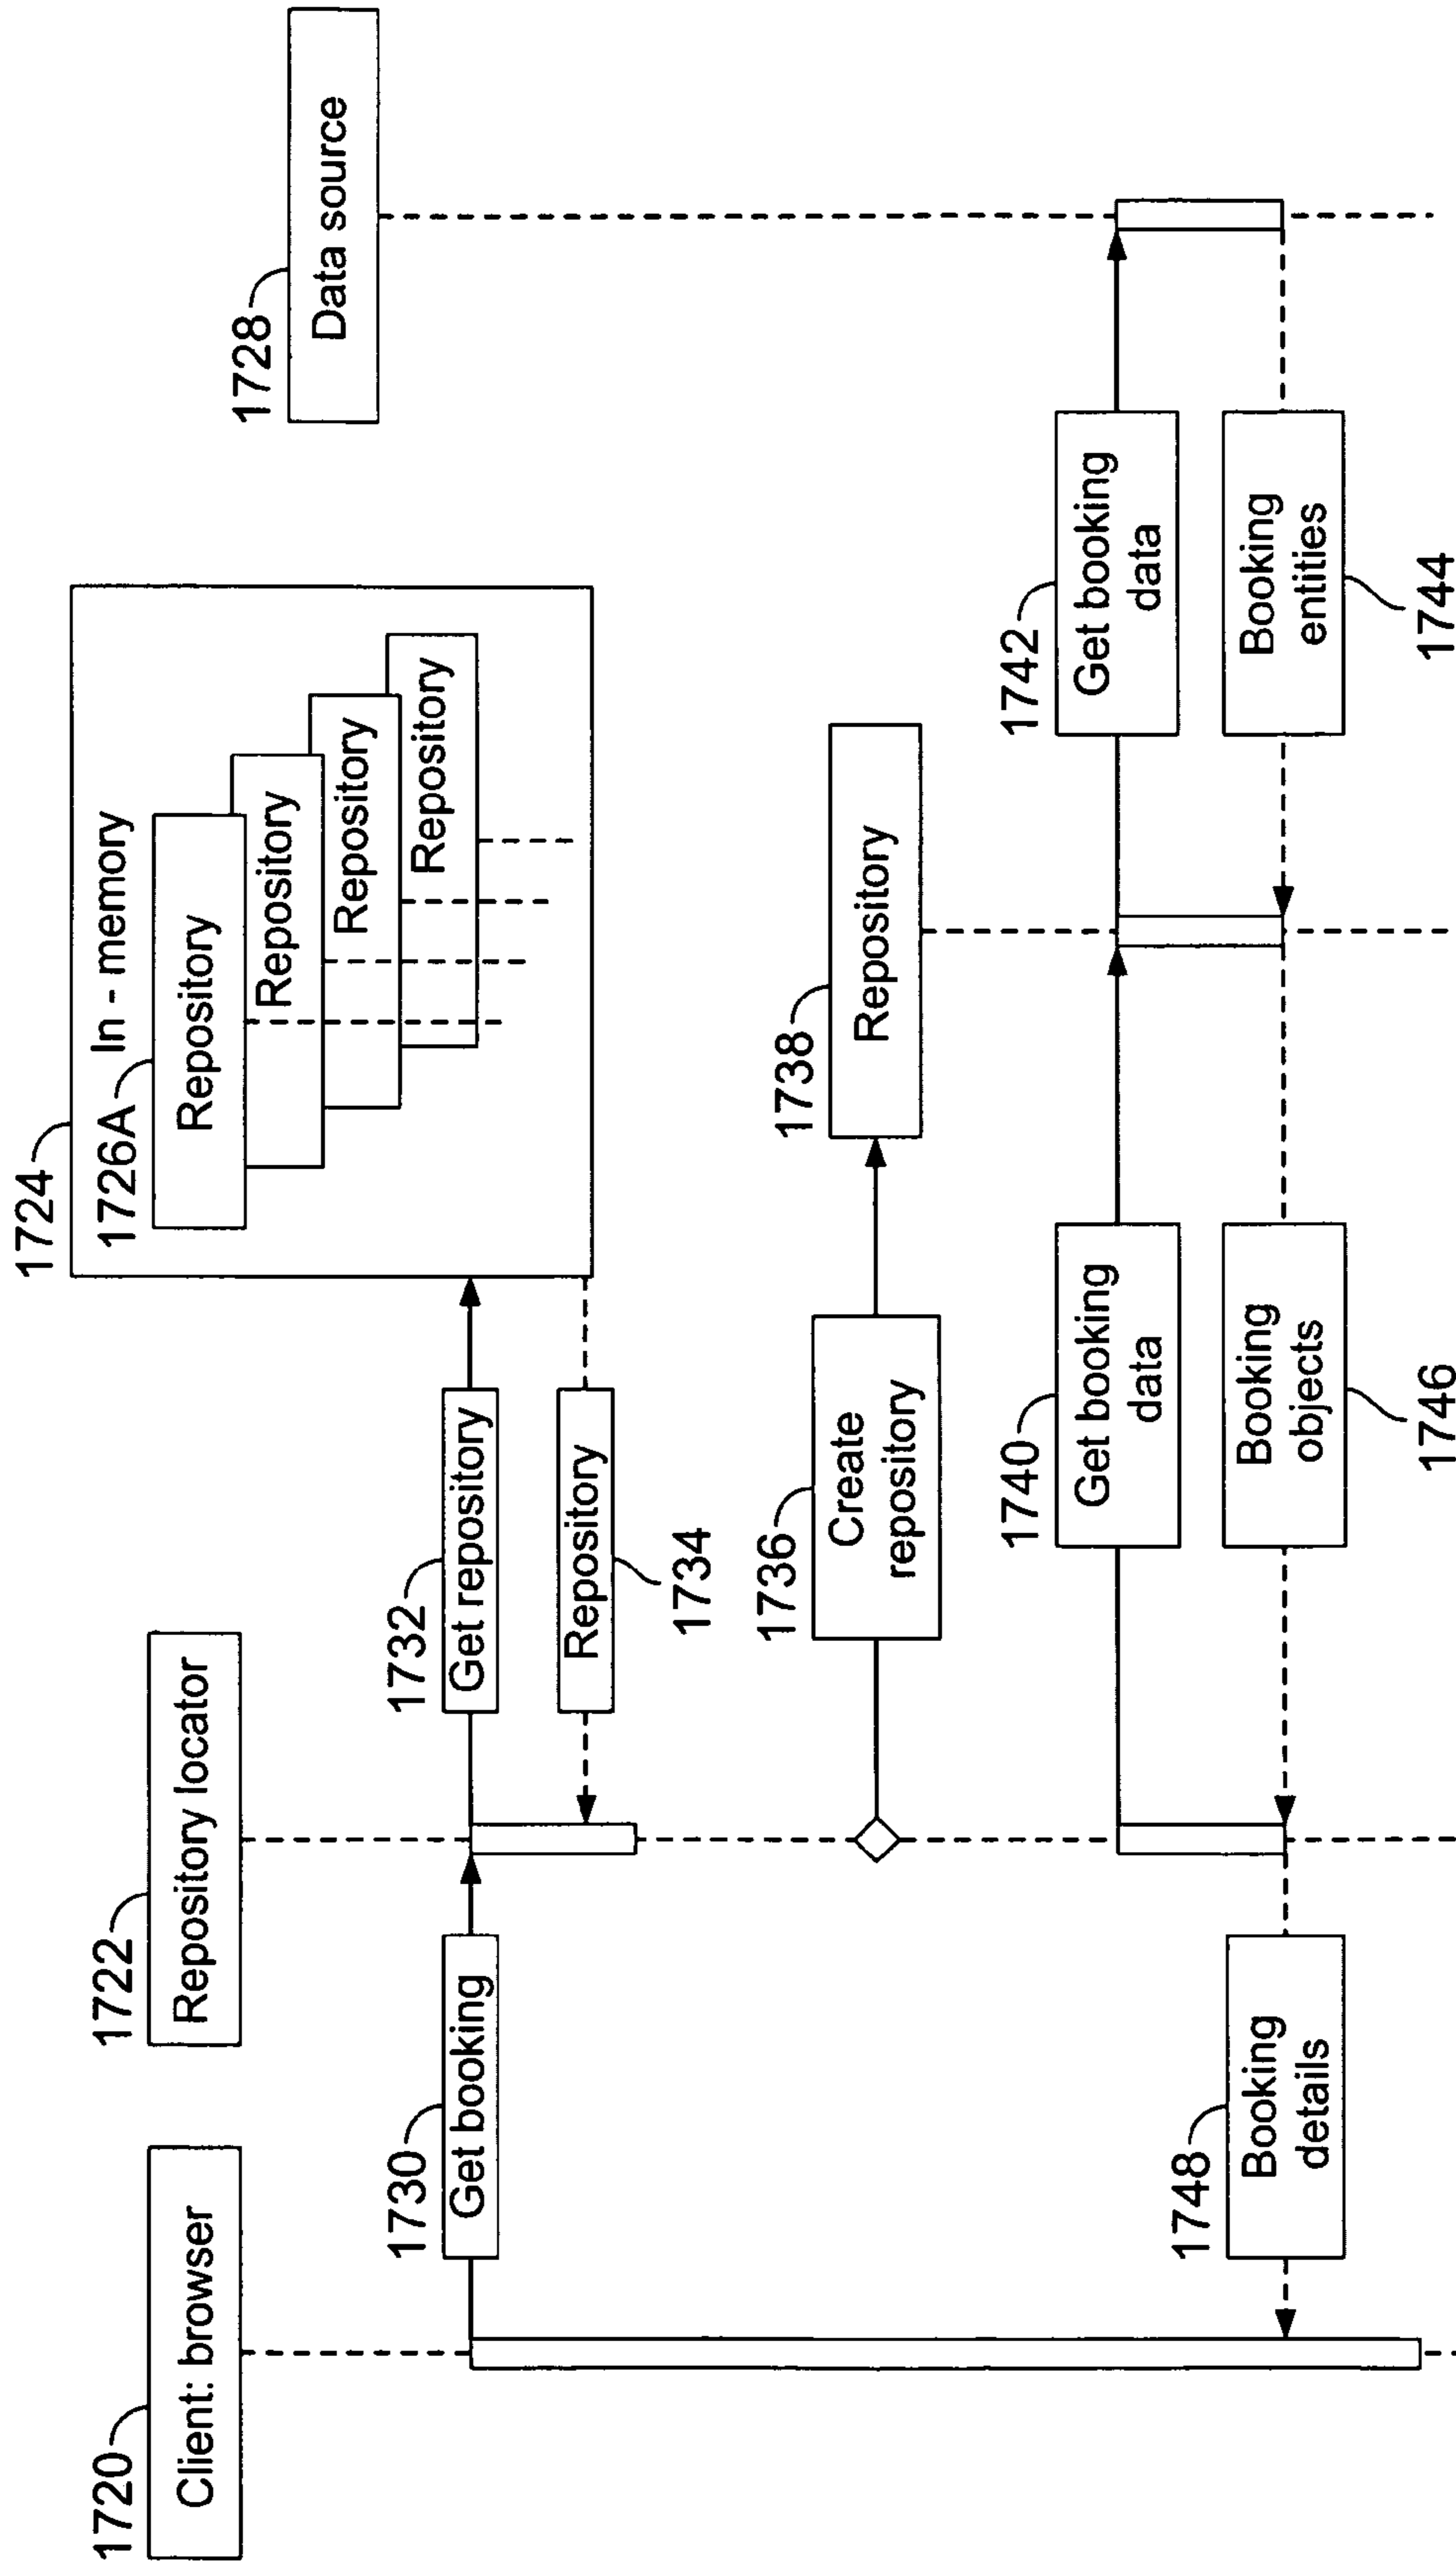 1720
Client: browser
1722
Repository locator
1724
1726A
In - memory
Repository
Repository
Repository
Repository
1728
Data source
1730
Get booking
1732
Get repository
Repository
1734
1736
Create
repository
1738
Repository
1740
Get booking
data
1742
Get booking
data
1748
Booking
details
Booking
objects
1746
Booking
entities
1744